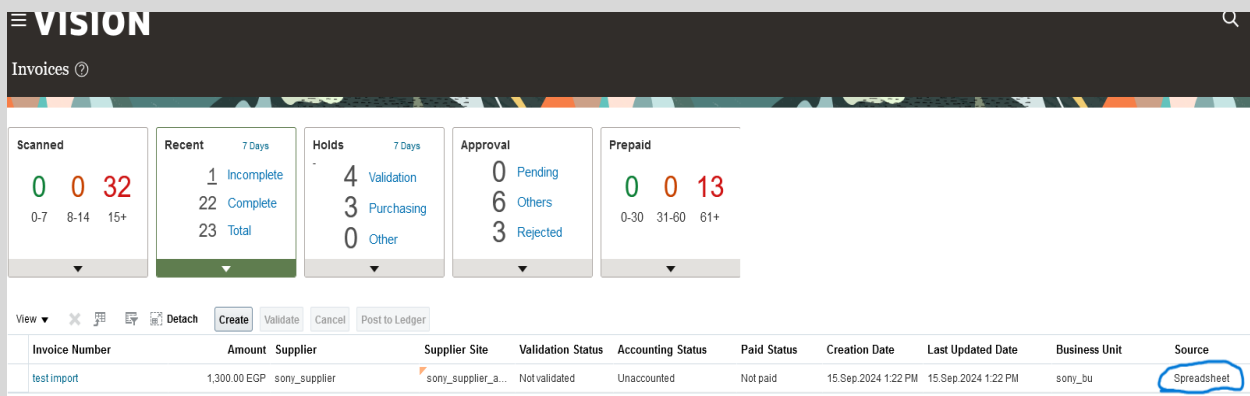 VISION
Invoices
Scanned
0 0 32
0-7 8-14 15+
Recent 7 Days
1 Incomplete
22 Complete
23 Total
Holds 7 Days
4 Validation
3 Purchasing
0 Other
Approval
0 Pending
6 Others
3 Rejected
Prepaid
0 0 13
0-30 31-60 61+
View Detach Create Validate Cancel Post to Ledger
Invoice Number Amount Supplier Supplier Site Validation Status Accounting Status Paid Status Creation Date Last Updated Date Business Unit Source
test import 1,300.00 EGP sony_supplier sony_supplier_a... Not validated Unaccounted Not paid 15.Sep.2024 1:22 PM 15.Sep.2024 1:22 PM sony_bu Spreadsheet